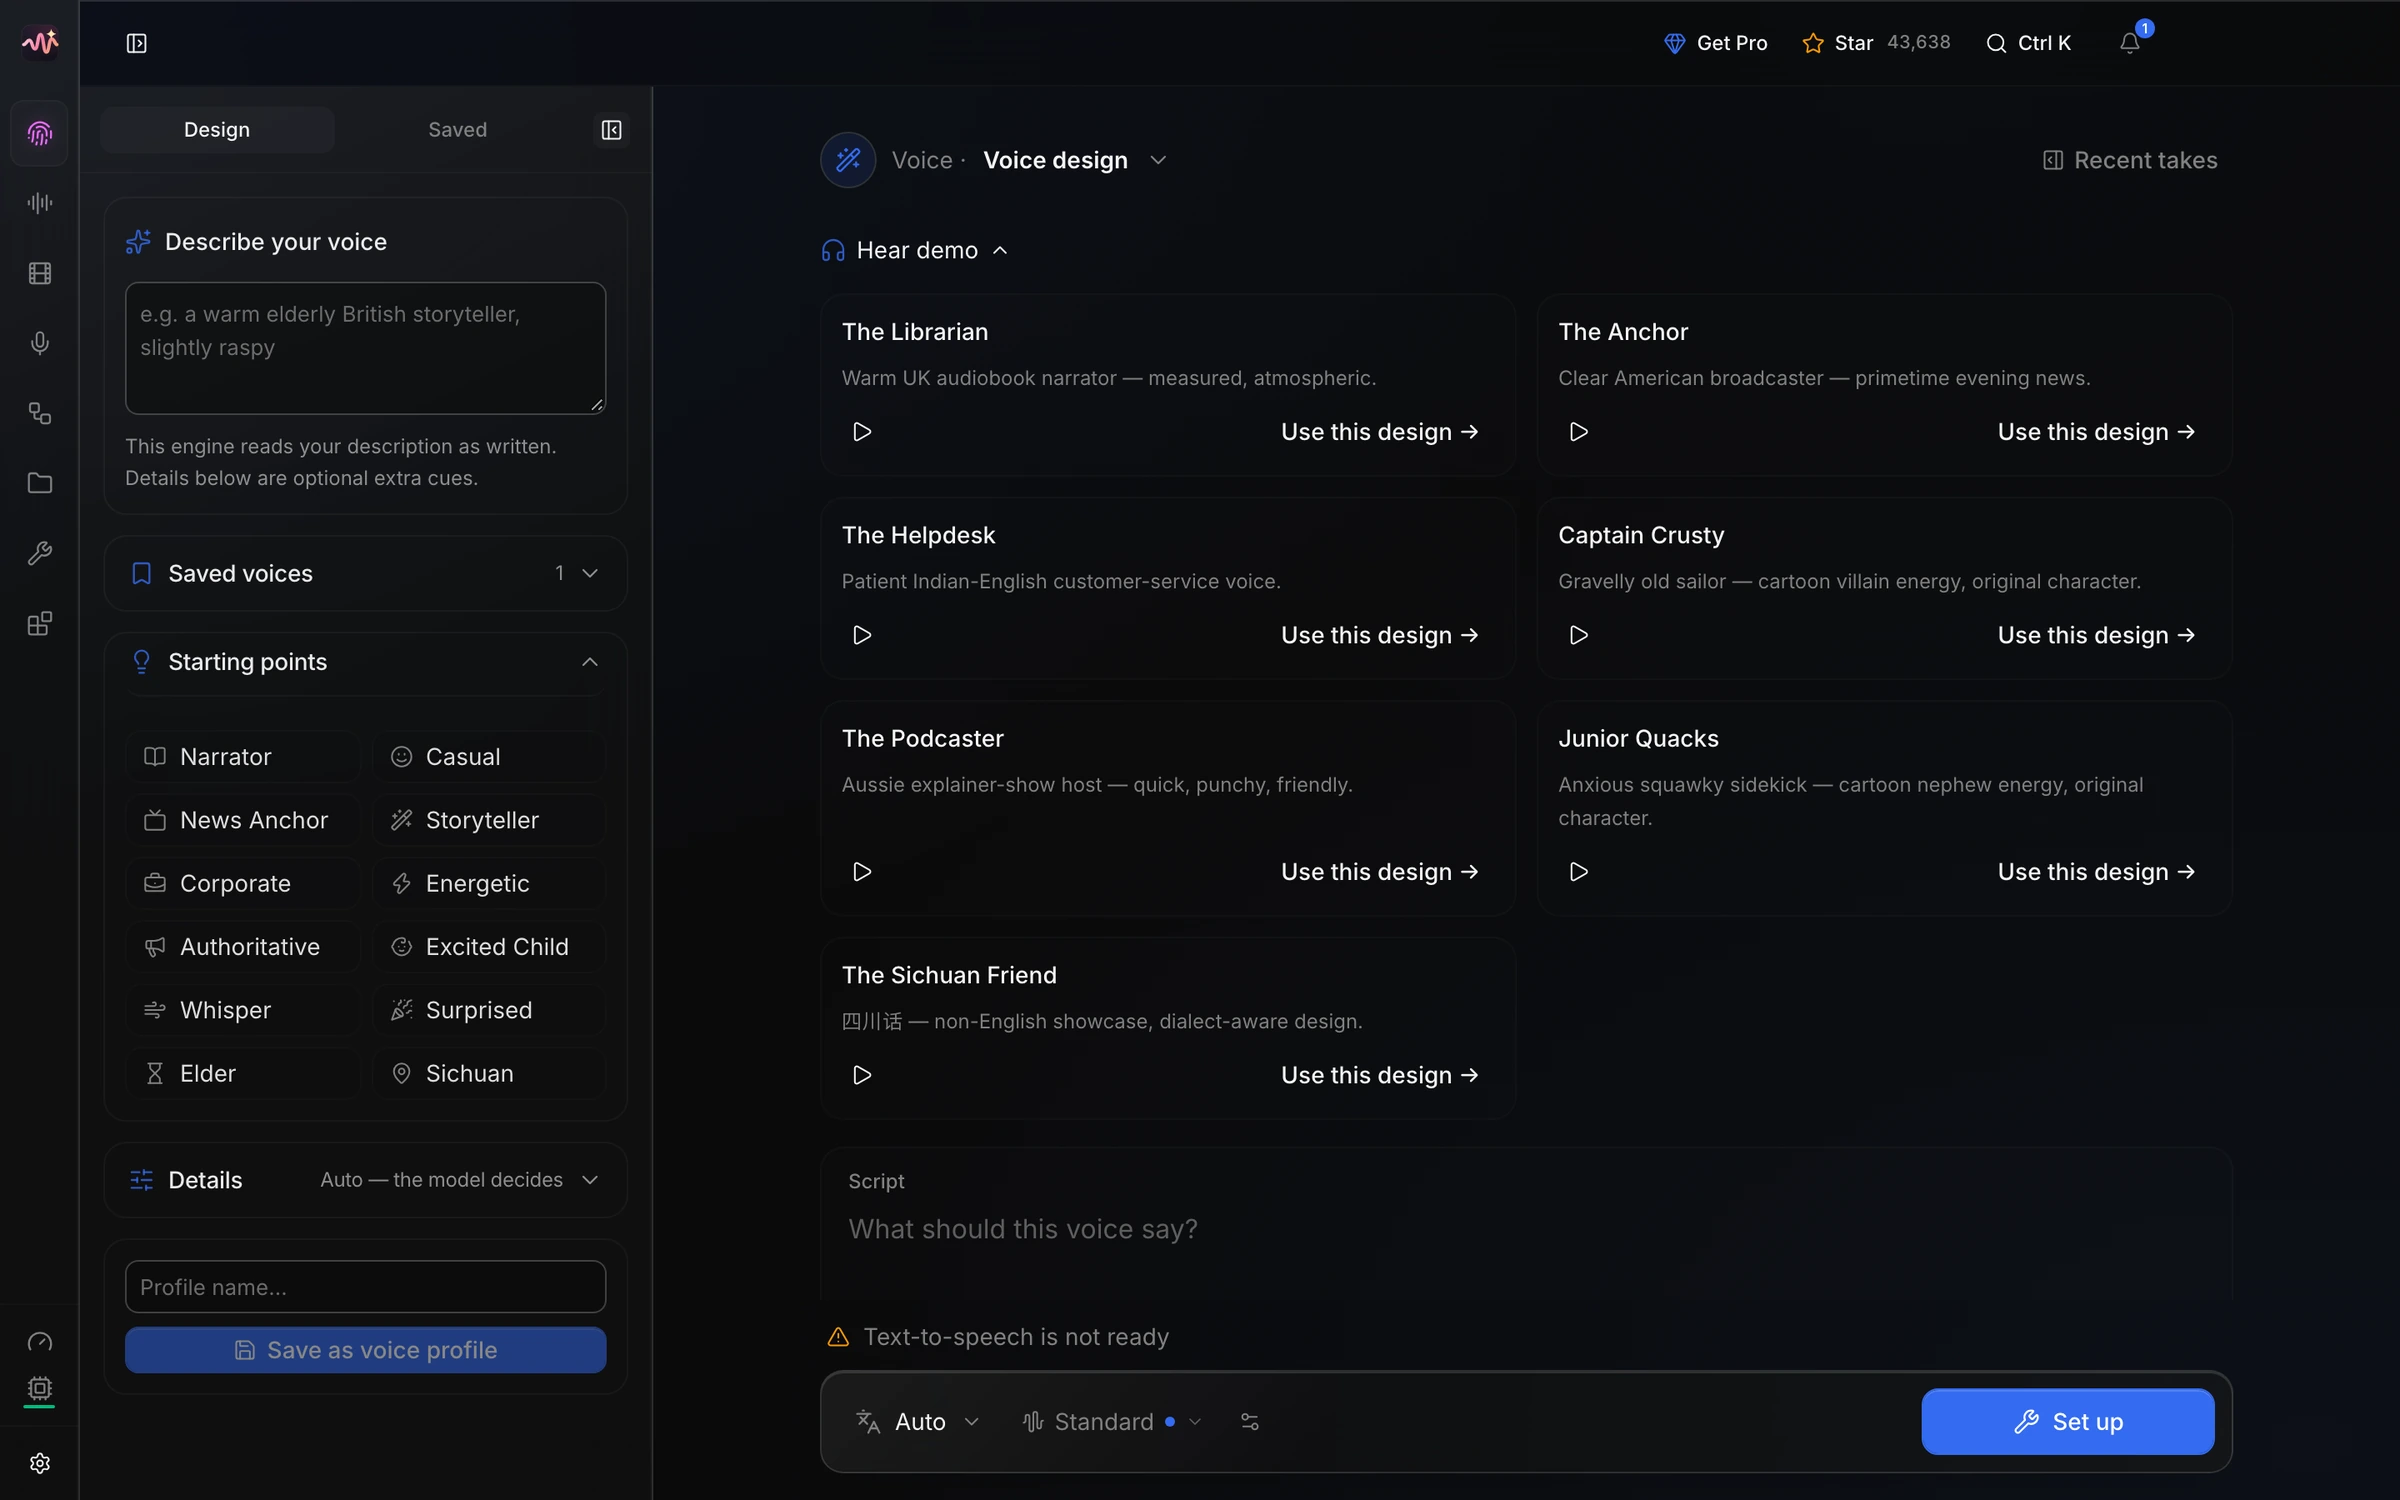 Get Pro
Star 43,638
Ctrl K
1
Design
Saved
Describe your voice
e.g. a warm elderly British storyteller,
slightly raspy
This engine reads your description as written.
Details below are optional extra cues.
Saved voices 1
Starting points
Narrator
Casual
News Anchor
Storyteller
Corporate
Energetic
Authoritative
Excited Child
Whisper
Surprised
Elder
Sichuan
Details Auto — the model decides
Profile name...
Save as voice profile
Voice · Voice design
Recent takes
Hear demo
The Librarian
Warm UK audiobook narrator — measured, atmospheric.
Use this design →
The Anchor
Clear American broadcaster — primetime evening news.
Use this design →
The Helpdesk
Patient Indian-English customer-service voice.
Use this design →
Captain Crusty
Gravelly old sailor — cartoon villain energy, original character.
Use this design →
The Podcaster
Aussie explainer-show host — quick, punchy, friendly.
Use this design →
Junior Quacks
Anxious squawky sidekick — cartoon nephew energy, original
character.
Use this design →
The Sichuan Friend
四川话 — non-English showcase, dialect-aware design.
Use this design →
Script
What should this voice say?
Text-to-speech is not ready
Auto
Standard
Set up